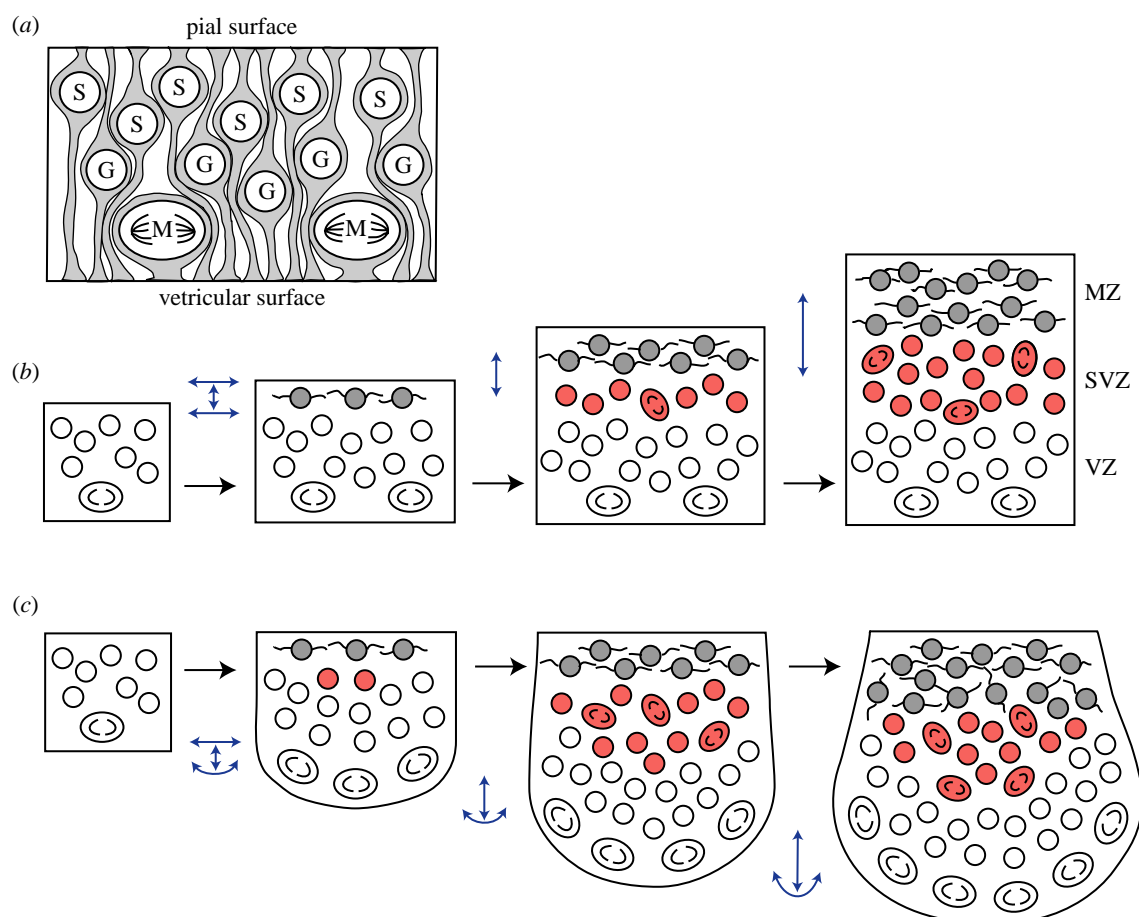 (a)
pial surface
S
S
S
S
S
S
G
G
G
G
G
M
M
vetricular surface
(b)
MZ
SVZ
VZ
(c)